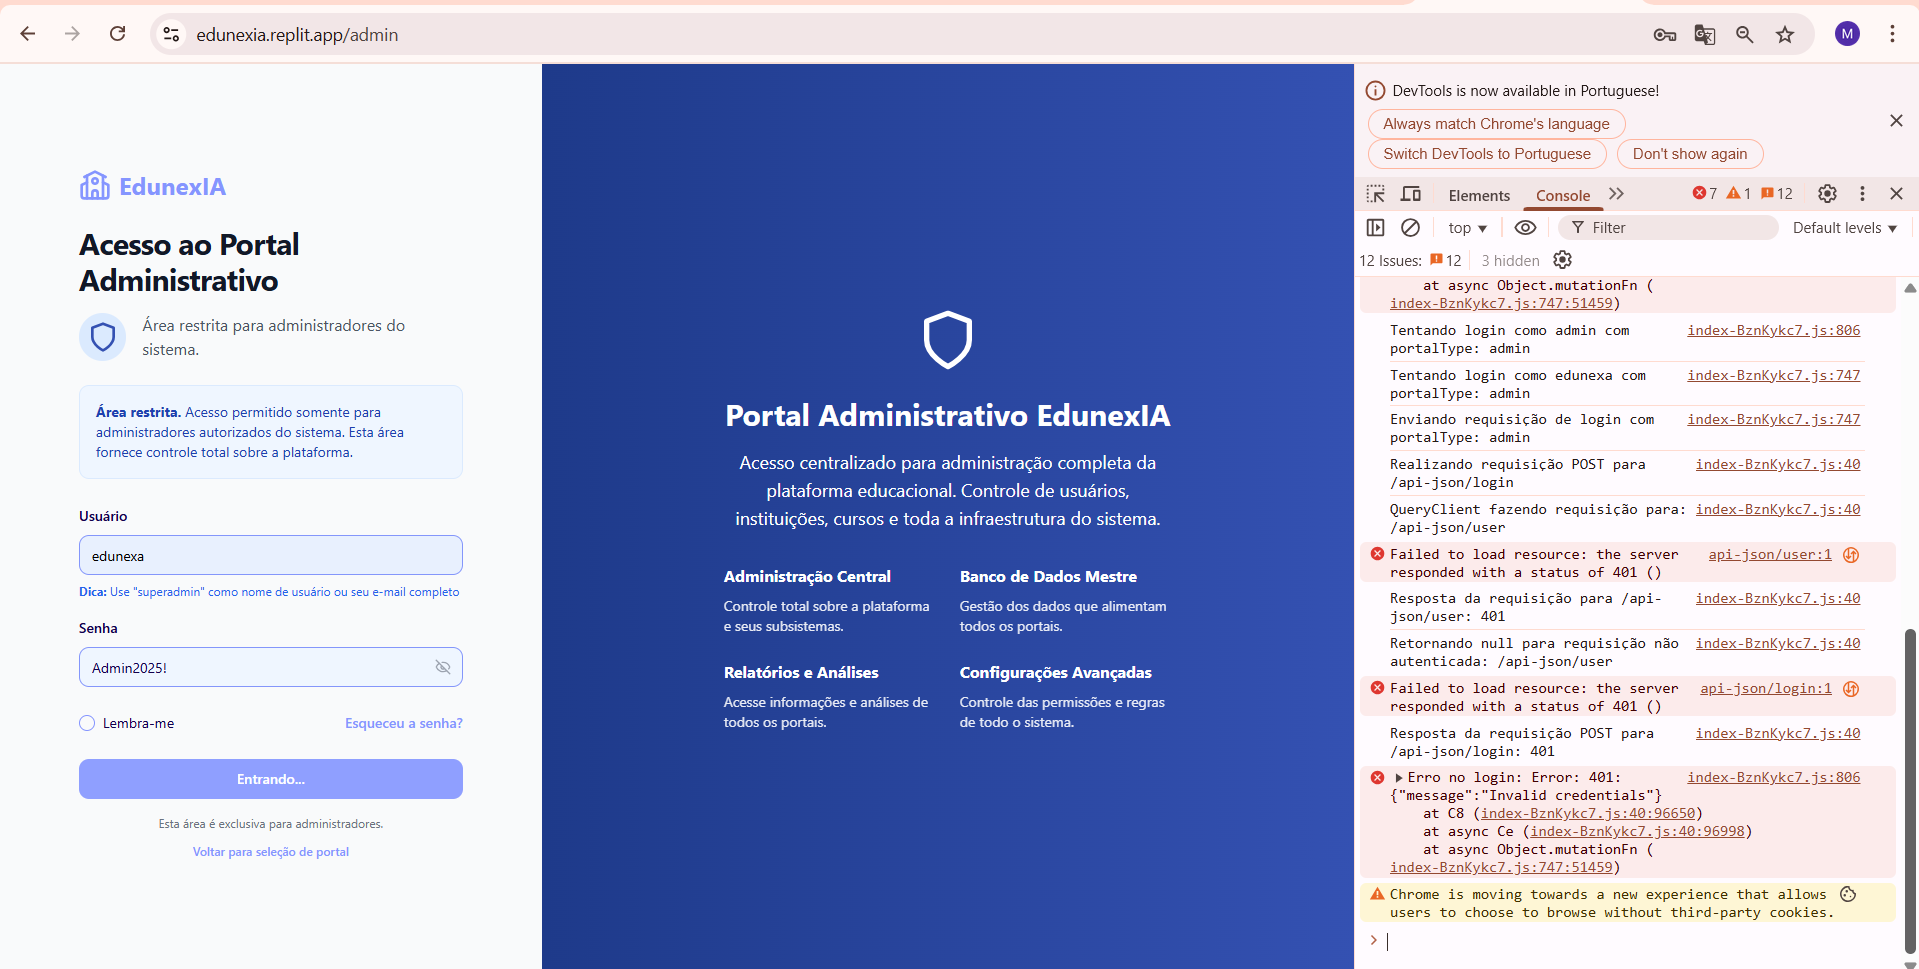 edunexia.replit.app/admin
M
EdunexIA
Acesso ao Portal
Administrativo
Área restrita para administradores do
sistema.
Área restrita. Acesso permitido somente para
administradores autorizados do sistema. Esta área
fornece controle total sobre a plataforma.
Usuário
edunexa
Dica: Use "superadmin" como nome de usuário ou seu e-mail completo
Senha
Admin2025!
Lembra-me
Esqueceu a senha?
Entrando...
Esta área é exclusiva para administradores.
Voltar para seleção de portal
Portal Administrativo EdunexIA
Acesso centralizado para administração completa da
plataforma educacional. Controle de usuários,
instituições, cursos e toda a infraestrutura do sistema.
Administração Central
Controle total sobre a plataforma
e seus subsistemas.
Banco de Dados Mestre
Gestão dos dados que alimentam
todos os portais.
Relatórios e Análises
Acesse informações e análises de
todos os portais.
Configurações Avançadas
Controle das permissões e regras
de todo o sistema.
DevTools is now available in Portuguese!
Always match Chrome's language
Switch DevTools to Portuguese
Don't show again
Elements
Console
7
1
12
top
Filter
Default levels
12 Issues:
12
3 hidden
at async Object.mutationFn (
index-BznKykc7.js:747:51459)
Tentando login como admin com index-BznKykc7.js:806
portalType: admin
Tentando login como edunexa com index-BznKykc7.js:747
portalType: admin
Enviando requisição de login com index-BznKykc7.js:747
portalType: admin
Realizando requisição POST para index-BznKykc7.js:40
/api-json/login
QueryClient fazendo requisição para: index-BznKykc7.js:40
/api-json/user
Failed to load resource: the server api-json/user:1
responded with a status of 401 ()
Resposta da requisição para /api- index-BznKykc7.js:40
json/user: 401
Retornando null para requisição não index-BznKykc7.js:40
autenticada: /api-json/user
Failed to load resource: the server api-json/login:1
responded with a status of 401 ()
Resposta da requisição POST para index-BznKykc7.js:40
/api-json/login: 401
Erro no login: Error: 401: index-BznKykc7.js:806
{"message":"Invalid credentials"}
at C8 (index-BznKykc7.js:40:96650)
at async Ce (index-BznKykc7.js:40:96998)
at async Object.mutationFn (
index-BznKykc7.js:747:51459)
Chrome is moving towards a new experience that allows
users to choose to browse without third-party cookies.